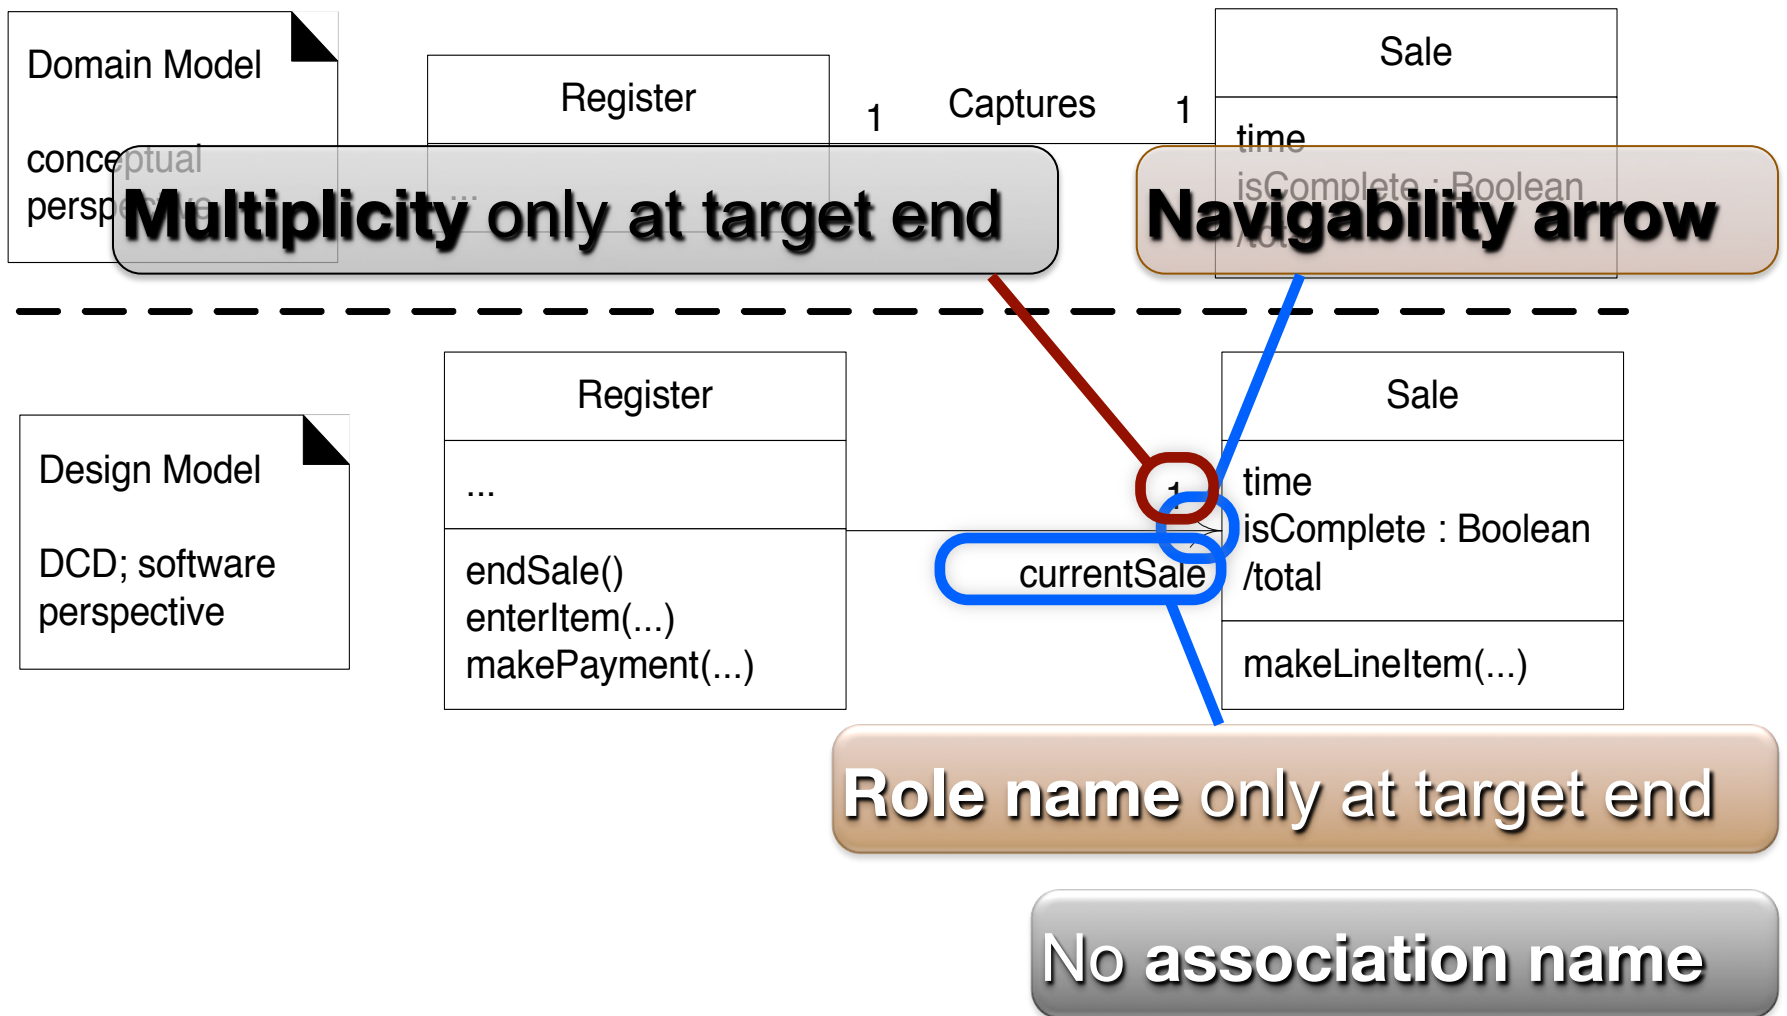 Domain Model
conceptual
perspective
Register
...
1 Captures 1
Sale
time
isComplete : Boolean
/total
Multiplicity only at target end
Navigability arrow
Design Model
DCD; software
perspective
Register
...
endSale()
enterItem(...)
makePayment(...)
1
currentSale
Sale
time
isComplete : Boolean
/total
makeLineItem(...)
Role name only at target end
No association name